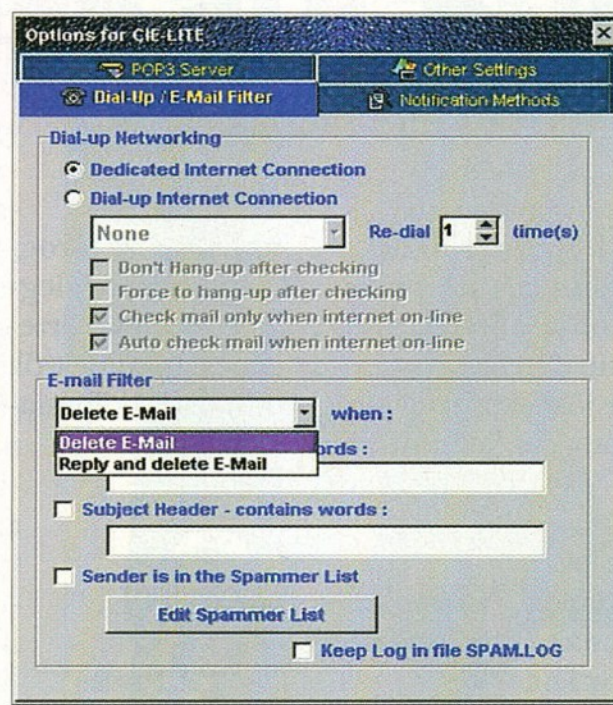 Options for CIE-LITE
POP3 Server
Other Settings
Dial-Up / E-Mail Filter
Notification Methods
Dial-up Networking
Dedicated Internet Connection
Dial-up Internet Connection
None
Re-dial 1 time(s)
Don't Hang-up after checking
Force to hang-up after checking
Check mail only when internet on-line
Auto check mail when internet on-line
E-mail Filter
Delete E-Mail when :
Delete E-Mail
Reply and delete E-Mail
Subject Header - contains words :
Sender is in the Spammer List
Edit Spammer List
Keep Log in file SPAM.LOG